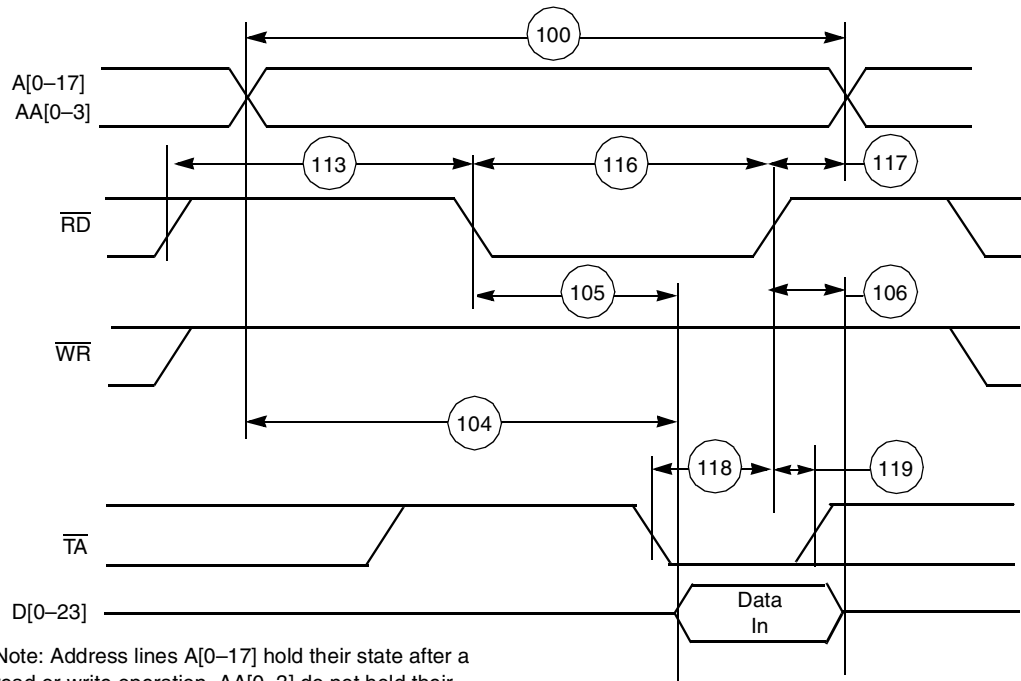 100
A[0–17]
AA[0–3]
113
116
117
RD
105
106
WR
104
118
119
TA
D[0–23]
Data
In
Note: Address lines A[0–17] hold their state after a
read or write operation. AA[0–3] do not hold their